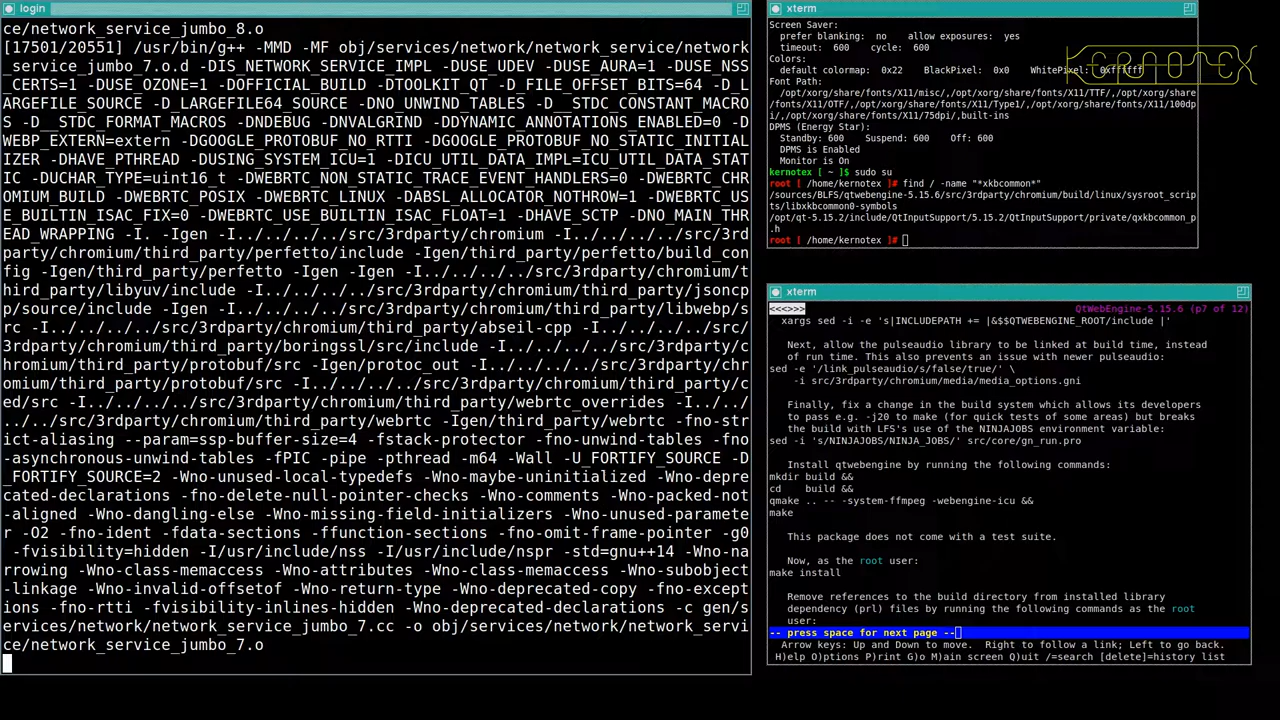 login
ce/network_service_jumbo_8.o
[17501/20551] /usr/bin/g++ -MMD -MF obj/services/network/network_service/network
_service_jumbo_7.o.d -DIS_NETWORK_SERVICE_IMPL -DUSE_UDEV -DUSE_AURA=1 -DUSE_NSS
_CERTS=1 -DUSE_OZONE=1 -DOFFICIAL_BUILD -DTOOLKIT_QT -D_FILE_OFFSET_BITS=64 -D_L
ARGEFILE_SOURCE -D_LARGEFILE64_SOURCE -DNO_UNWIND_TABLES -D__STDC_CONSTANT_MACRO
S -D__STDC_FORMAT_MACROS -DNDEBUG -DNVALGRIND -DDYNAMIC_ANNOTATIONS_ENABLED=0 -D
WEBP_EXTERN=extern -DGOOGLE_PROTOBUF_NO_RTTI -DGOOGLE_PROTOBUF_NO_STATIC_INITIAL
IZER -DHAVE_PTHREAD -DUSING_SYSTEM_ICU=1 -DICU_UTIL_DATA_IMPL=ICU_UTIL_DATA_STAT
IC -DUCHAR_TYPE=uint16_t -DWEBRTC_NON_STATIC_TRACE_EVENT_HANDLERS=0 -DWEBRTC_CHR
OMIUM_BUILD -DWEBRTC_POSIX -DWEBRTC_LINUX -DABSL_ALLOCATOR_NOTHROW=1 -DWEBRTC_US
E_BUILTIN_ISAC_FIX=0 -DWEBRTC_USE_BUILTIN_ISAC_FLOAT=1 -DHAVE_SCTP -DNO_MAIN_THR
EAD_WRAPPING -I. -Igen -I../../../../src/3rdparty/chromium -I../../../../src/3rd
party/chromium/third_party/perfetto/include -Igen/third_party/perfetto/build_con
fig -Igen/third_party/perfetto -Igen -Igen -I../../../../src/3rdparty/chromium/t
hird_party/libyuv/include -I../../../../src/3rdparty/chromium/third_party/jsoncp
p/source/include -I../../../../src/3rdparty/chromium/third_party/libwebp/s
rc -I../../../../src/3rdparty/chromium/third_party/abseil-cpp -I../../../../src/
3rdparty/chromium/third_party/boringssl/src/include -I../../../../src/3rdparty/c
hromium/third_party/protobuf/src -Igen/protoc_out -I../../../../src/3rdparty/chr
omium/third_party/protobuf/src -I../../../../src/3rdparty/chromium/third_party/c
ed/src -I../../../../src/3rdparty/chromium/third_party/webrtc_overrides -I../../
../../src/3rdparty/chromium/third_party/webrtc -Igen/third_party/webrtc -fno-str
ict-aliasing --param=ssp-buffer-size=4 -fstack-protector -fno-unwind-tables -fno
-asynchronous-unwind-tables -fPIC -pipe -pthread -m64 -Wall -U_FORTIFY_SOURCE -D
_FORTIFY_SOURCE=2 -Wno-unused-local-typedefs -Wno-maybe-uninitialized -Wno-depre
cated-declarations -fno-delete-null-pointer-checks -Wno-comments -Wno-packed-not
-aligned -Wno-dangling-else -Wno-missing-field-initializers -Wno-unused-paramete
r -O2 -fno-ident -fdata-sections -ffunction-sections -fno-omit-frame-pointer -g0
 -fvisibility=hidden -I/usr/include/nss -I/usr/include/nspr -std=gnu++14 -Wno-na
rrowing -Wno-class-memaccess -Wno-attributes -Wno-class-memaccess -Wno-subobject
-linkage -Wno-invalid-offsetof -Wno-return-type -Wno-deprecated-copy -fno-except
ions -fno-rtti -fvisibility-inlines-hidden -Wno-deprecated-declarations -c gen/s
ervices/network/network_service_jumbo_7.cc -o obj/services/network/network_servi
ce/network_service_jumbo_7.o
xterm
Screen Saver:
prefer blanking:  no    allow exposures:  yes
timeout:  600    cycle:  600
Colors:
default colormap:  0x22    BlackPixel:  0x0    WhitePixel:  0xffffff
Font Path:
/opt/xorg/share/fonts/X11/misc/,/opt/xorg/share/fonts/X11/TTF/,/opt/xorg/share
/fonts/X11/OTF/,/opt/xorg/share/fonts/X11/Type1/,/opt/xorg/share/fonts/X11/100dp
i/,/opt/xorg/share/fonts/X11/75dpi/,built-ins
DPMS (Energy Star):
Standby: 600    Suspend: 600    Off: 600
DPMS is Enabled
Monitor is On
kernotex [ ~ ]$ sudo su
root [ /home/kernotex ]# find / -name "*xkbcommon*"
/sources/BLFS/qtwebengine-5.15.6/src/3rdparty/chromium/build/linux/sysroot_scrip
ts/libxkbcommon0-symbols
/opt/qt-5.15.2/include/QtInputSupport/5.15.2/QtInputSupport/private/qxkbcommon_p
.h
root [ /home/kernotex ]#
KERNOTEX
xterm
<<<>>> QtWebEngine-5.15.6 (p7 of 12)
xargs sed -i -e 's|INCLUDEPATH += |&$$QTWEBENGINE_ROOT/include |'
Next, allow the pulseaudio library to be linked at build time, instead
of run time. This also prevents an issue with newer pulseaudio:
sed -e '/link_pulseaudio/s/false/true/' \
-i src/3rdparty/chromium/media/media_options.gni
Finally, fix a change in the build system which allows its developers
to pass e.g. -j20 to make (for quick tests of some areas) but breaks
the build with LFS's use of the NINJAJOBS environment variable:
sed -i 's/NINJAJOBS/NINJA_JOBS/' src/core/gn_run.pro
Install qtwebengine by running the following commands:
mkdir build &&
cd    build &&
qmake .. -- -system-ffmpeg -webengine-icu &&
make
This package does not come with a test suite.
Now, as the root user:
make install
Remove references to the build directory from installed library
dependency (prl) files by running the following commands as the root
user:
-- press space for next page --
Arrow keys: Up and Down to move.  Right to follow a link; Left to go back.
H)elp O)ptions P)rint G)o M)ain screen Q)uit /=search [delete]=history list